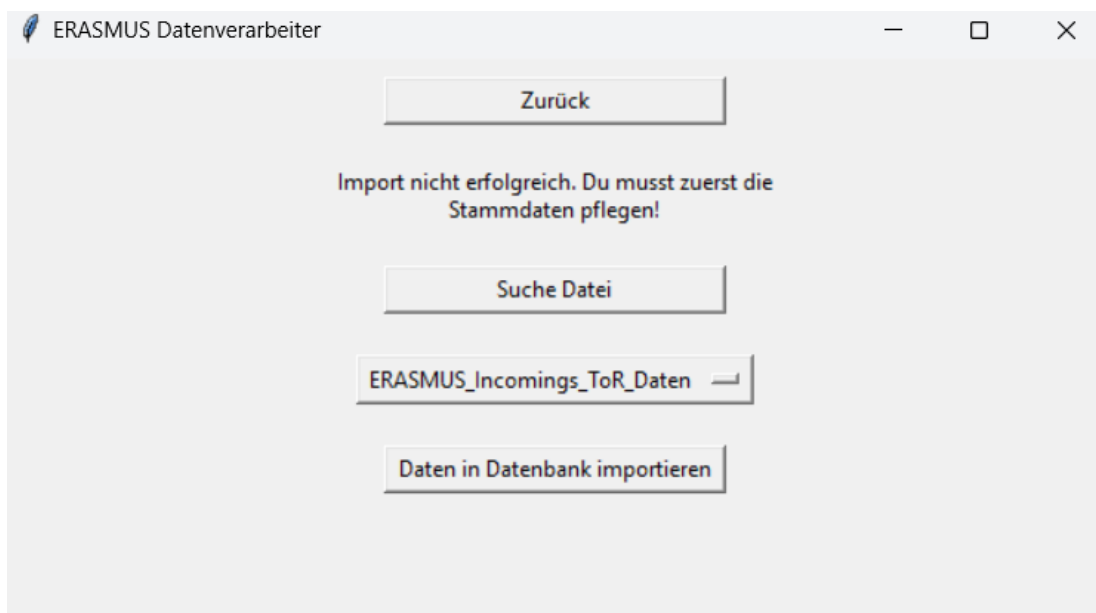 ERASMUS Datenverarbeiter
Zurück
Import nicht erfolgreich. Du musst zuerst die
Stammdaten pflegen!
Suche Datei
ERASMUS_Incomings_ToR_Daten
Daten in Datenbank importieren